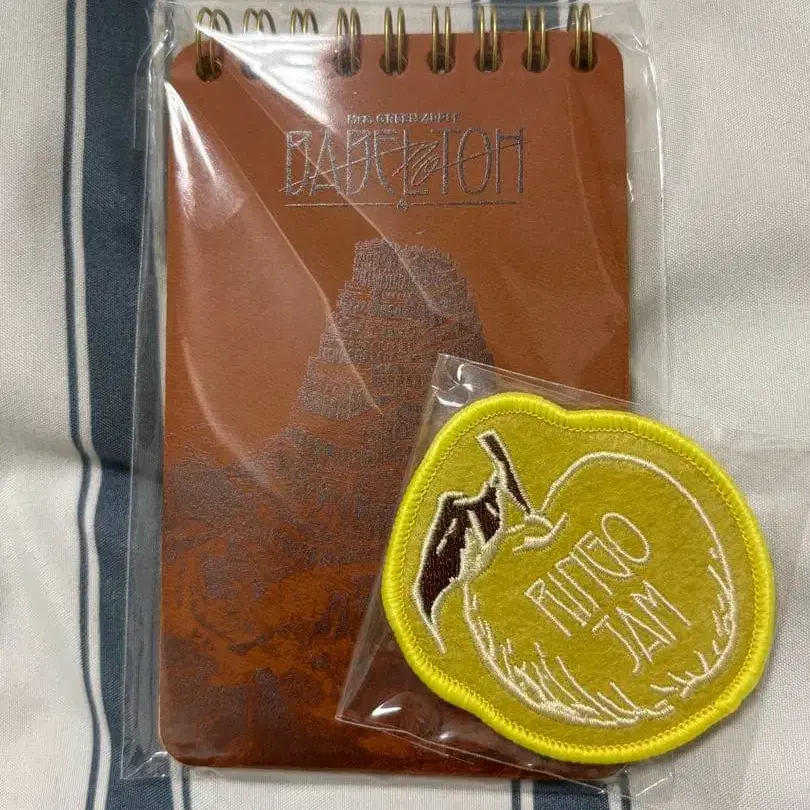 Mrs. GREEN APPLE
BABEL no TOH
RINGO
JAM